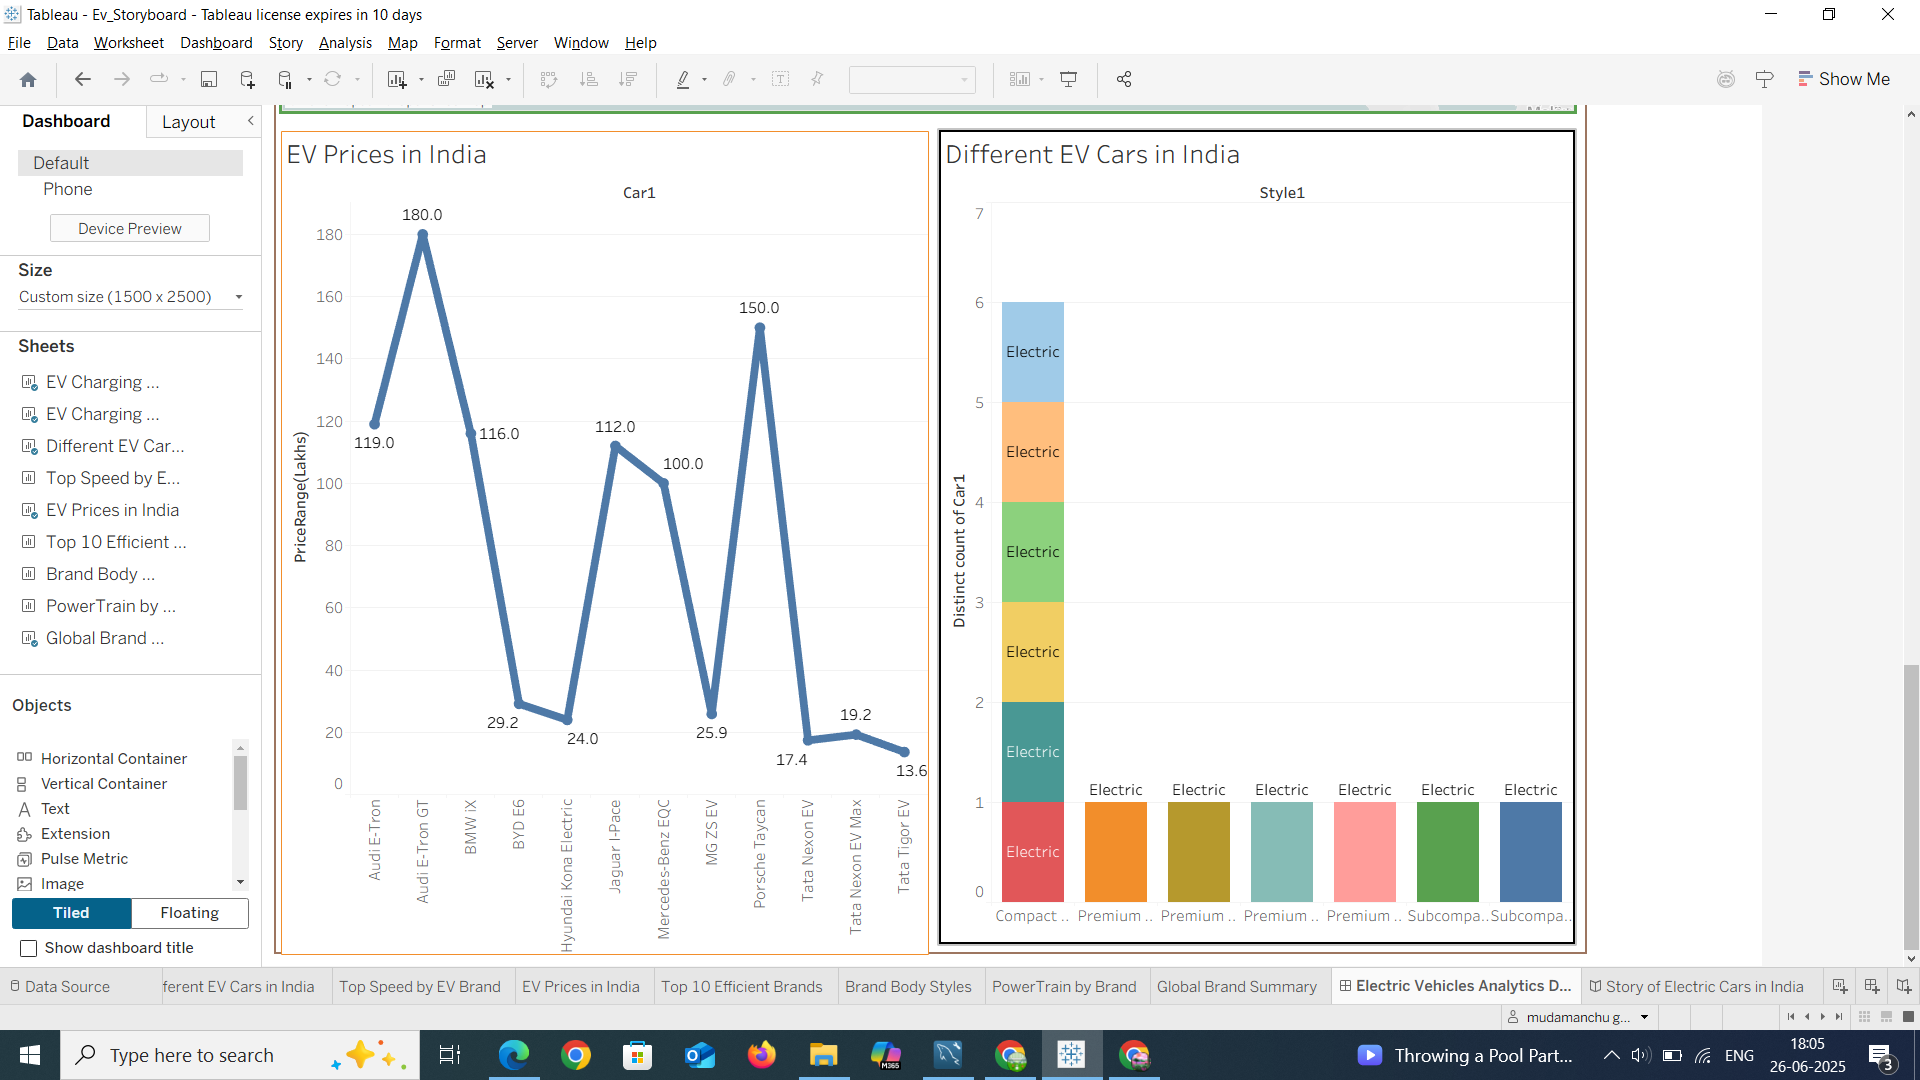 Tableau - Ev_Storyboard - Tableau license expires in 10 days
File Data Worksheet Dashboard Story Analysis Map Format Server Window Help
Show Me
Dashboard Layout
Default
Phone
Device Preview
Size
Custom size (1500 x 2500)
Sheets
EV Charging ...
EV Charging ...
Different EV Car...
Top Speed by E...
EV Prices in India
Top 10 Efficient ...
Brand Body ...
PowerTrain by ...
Global Brand ...
Objects
Horizontal Container
Vertical Container
Text
Extension
Pulse Metric
Image
Tiled Floating
Show dashboard title
EV Prices in India
Car1
PriceRange(Lakhs)
180
160
140
120
100
80
60
40
20
0
119.0
180.0
116.0
29.2
24.0
112.0
100.0
25.9
150.0
17.4
19.2
13.6
Audi E-Tron
Audi E-Tron GT
BMW iX
BYD E6
Hyundai Kona Electric
Jaguar I-Pace
Mercedes-Benz EQC
MG ZS EV
Porsche Taycan
Tata Nexon EV
Tata Nexon EV Max
Tata Tigor EV
Different EV Cars in India
Style1
Distinct count of Car1
7
6
5
4
3
2
1
0
Electric
Electric
Electric
Electric
Electric
Electric
Electric Electric Electric Electric Electric Electric
Compact .. Premium .. Premium .. Premium .. Premium .. Subcompa.. Subcompa..
Data Source ferent EV Cars in India Top Speed by EV Brand EV Prices in India Top 10 Efficient Brands Brand Body Styles PowerTrain by Brand Global Brand Summary Electric Vehicles Analytics D... Story of Electric Cars in India
mudamanchu g...
Type here to search
M365
Throwing a Pool Part...
ENG
18:05
26-06-2025
3